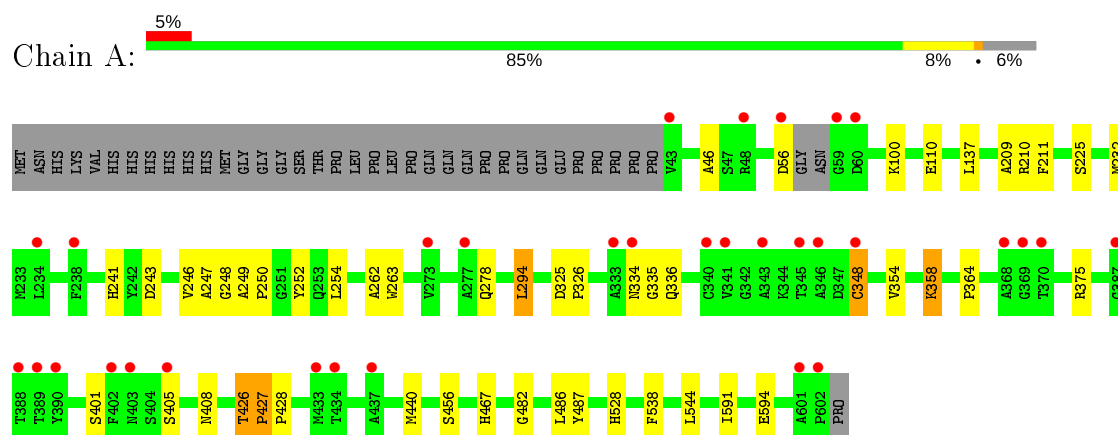 5%
Chain A:
85% 8% • 6%
MET ASN HIS LYS VAL HIS HIS HIS HIS HIS HIS MET GLY GLY GLY SER THR PRO LEU PRO LEU PRO GLN GLN GLN PRO PRO GLN GLN GLU PRO PRO PRO PRO PRO V43 A46 S47 R48 D56 GLY ASN G59 D60 K100 E110 L137 A209 R210 F211 S225 M232
M233 L234 F238 H241 Y242 D243 V246 A247 G248 A249 P250 G251 Y252 Q253 L254 A262 W263 V273 A277 Q278 L294 D325 P326 A333 N334 G335 Q336 C340 V341 G342 A343 K344 T345 A346 D347 C348 V354 K358 P364 A368 G369 T370 R375 G387
T388 T389 Y390 S401 F402 N403 S404 S405 N408 T426 P427 P428 M433 T434 A437 M440 S456 H467 G482 L486 Y487 H528 F538 L544 I591 E594 A601 P602 PRO